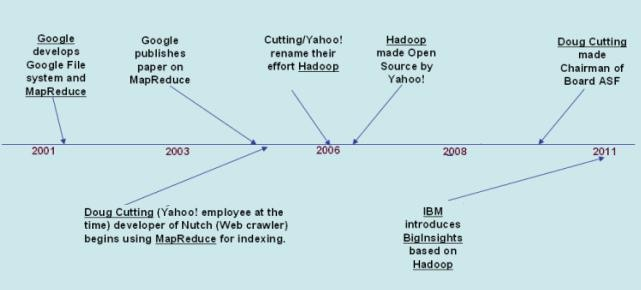 Google
develops
Google File
system and
MapReduce
Google
publishes
paper on
MapReduce
Cutting/Yahoo!
rename their
effort Hadoop
Hadoop
made Open
Source by
Yahoo!
Doug Cutting
made
Chairman of
Board ASF
2001
2003
2006
2008
2011
Doug Cutting (Yahoo! employee at the
time) developer of Nutch (Web crawler)
begins using MapReduce for indexing.
IBM
introduces
BigInsights
based on
Hadoop